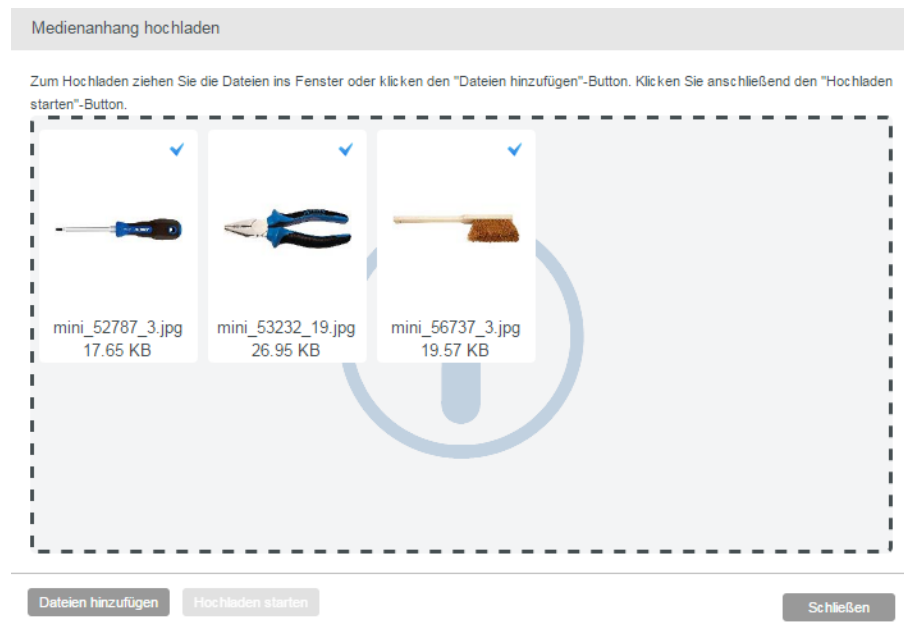 Medienanhang hochladen
Zum Hochladen ziehen Sie die Dateien ins Fenster oder klicken den "Dateien hinzufügen"-Button. Klicken Sie anschließend den "Hochladen
starten"-Button.
mini_52787_3.jpg
17.65 KB
mini_53232_19.jpg
26.95 KB
mini_56737_3.jpg
19.57 KB
Dateien hinzufügen
Hochladen starten
Schließen